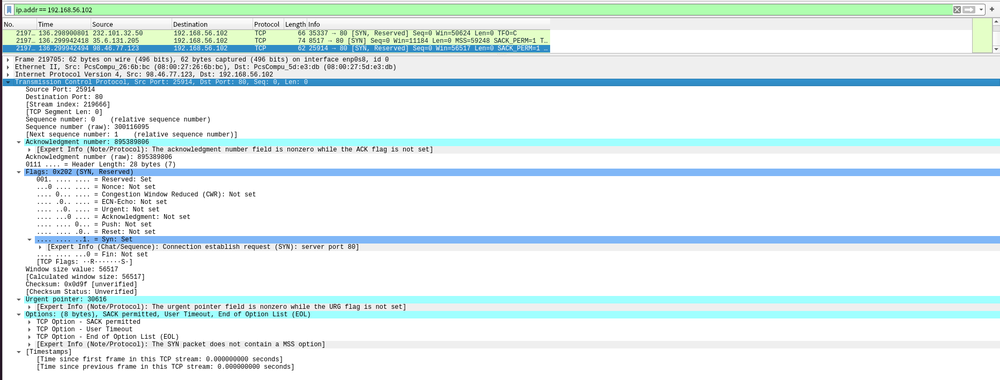 ip.addr == 192.168.56.102
No. Time Source Destination Protocol Length Info
2197… 136.298900801 232.101.32.50 192.168.56.102 TCP 66 35337 → 80 [SYN, Reserved] Seq=0 Win=50624 Len=0 TFO=C
2197… 136.299942418 35.6.131.205 192.168.56.102 TCP 74 8517 → 80 [SYN] Seq=0 Win=11184 Len=0 MSS=59248 SACK_PERM=1 T…
2197… 136.299942494 98.46.77.123 192.168.56.102 TCP 62 25914 → 80 [SYN, Reserved] Seq=0 Win=56517 Len=0 SACK_PERM=1 …
Frame 219705: 62 bytes on wire (496 bits), 62 bytes captured (496 bits) on interface enp0s8, id 0
Ethernet II, Src: PcsCompu_26:6b:bc (08:00:27:26:6b:bc), Dst: PcsCompu_5d:e3:db (08:00:27:5d:e3:db)
Internet Protocol Version 4, Src: 98.46.77.123, Dst: 192.168.56.102
Transmission Control Protocol, Src Port: 25914, Dst Port: 80, Seq: 0, Len: 0
Source Port: 25914
Destination Port: 80
[Stream index: 219666]
[TCP Segment Len: 0]
Sequence number: 0    (relative sequence number)
Sequence number (raw): 300116095
[Next sequence number: 1    (relative sequence number)]
Acknowledgment number: 895389806
[Expert Info (Note/Protocol): The acknowledgment number field is nonzero while the ACK flag is not set]
Acknowledgment number (raw): 895389806
0111 .... = Header Length: 28 bytes (7)
Flags: 0x202 (SYN, Reserved)
001. .... .... = Reserved: Set
...0 .... .... = Nonce: Not set
.... 0... .... = Congestion Window Reduced (CWR): Not set
.... .0.. .... = ECN-Echo: Not set
.... ..0. .... = Urgent: Not set
.... ...0 .... = Acknowledgment: Not set
.... .... 0... = Push: Not set
.... .... .0.. = Reset: Not set
.... .... ..1. = Syn: Set
[Expert Info (Chat/Sequence): Connection establish request (SYN): server port 80]
.... .... ...0 = Fin: Not set
[TCP Flags: ··R·······S·]
Window size value: 56517
[Calculated window size: 56517]
Checksum: 0x0d9f [unverified]
[Checksum Status: Unverified]
Urgent pointer: 30616
[Expert Info (Note/Protocol): The urgent pointer field is nonzero while the URG flag is not set]
Options: (8 bytes), SACK permitted, User Timeout, End of Option List (EOL)
TCP Option - SACK permitted
TCP Option - User Timeout
TCP Option - End of Option List (EOL)
[Expert Info (Note/Protocol): The SYN packet does not contain a MSS option]
[Timestamps]
[Time since first frame in this TCP stream: 0.000000000 seconds]
[Time since previous frame in this TCP stream: 0.000000000 seconds]